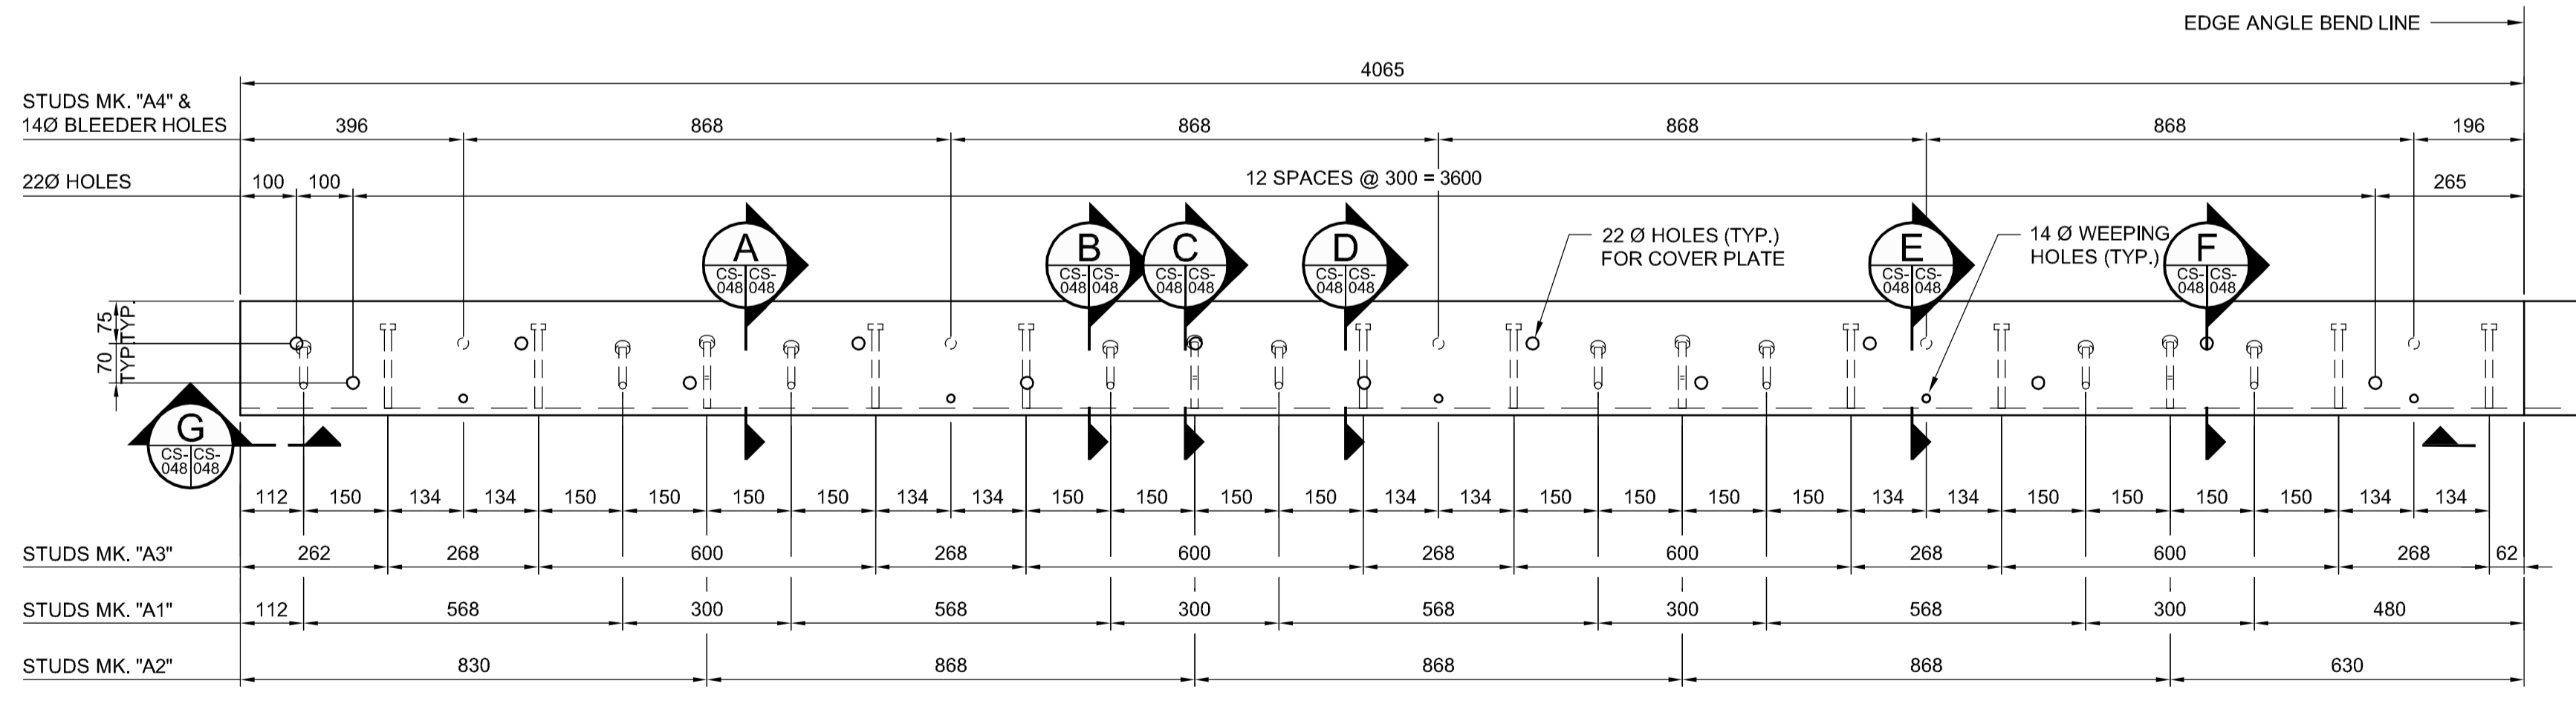 EDGE ANGLE BEND LINE
4065
STUDS MK. "A4" &
14Ø BLEEDER HOLES
396 868 868 868 868 196
22Ø HOLES
100 100 12 SPACES @ 300 = 3600 265
A
CS-048 CS-048
B
CS-048 CS-048
C
CS-048 CS-048
D
CS-048 CS-048
22 Ø HOLES (TYP.)
FOR COVER PLATE
E
CS-048 CS-048
14 Ø WEEPING
HOLES (TYP.)
F
CS-048 CS-048
75 TYP.
70 TYP.
G
CS-048 CS-048
112 150 134 134 150 150 150 150 134 134 150 150 150 150 134 134 150 150 150 150 134 134 150 150 150 150 134 134
STUDS MK. "A3" 262 268 600 268 600 268 600 268 600 268 62
STUDS MK. "A1" 112 568 300 568 300 568 300 568 300 480
STUDS MK. "A2" 830 868 868 868 630